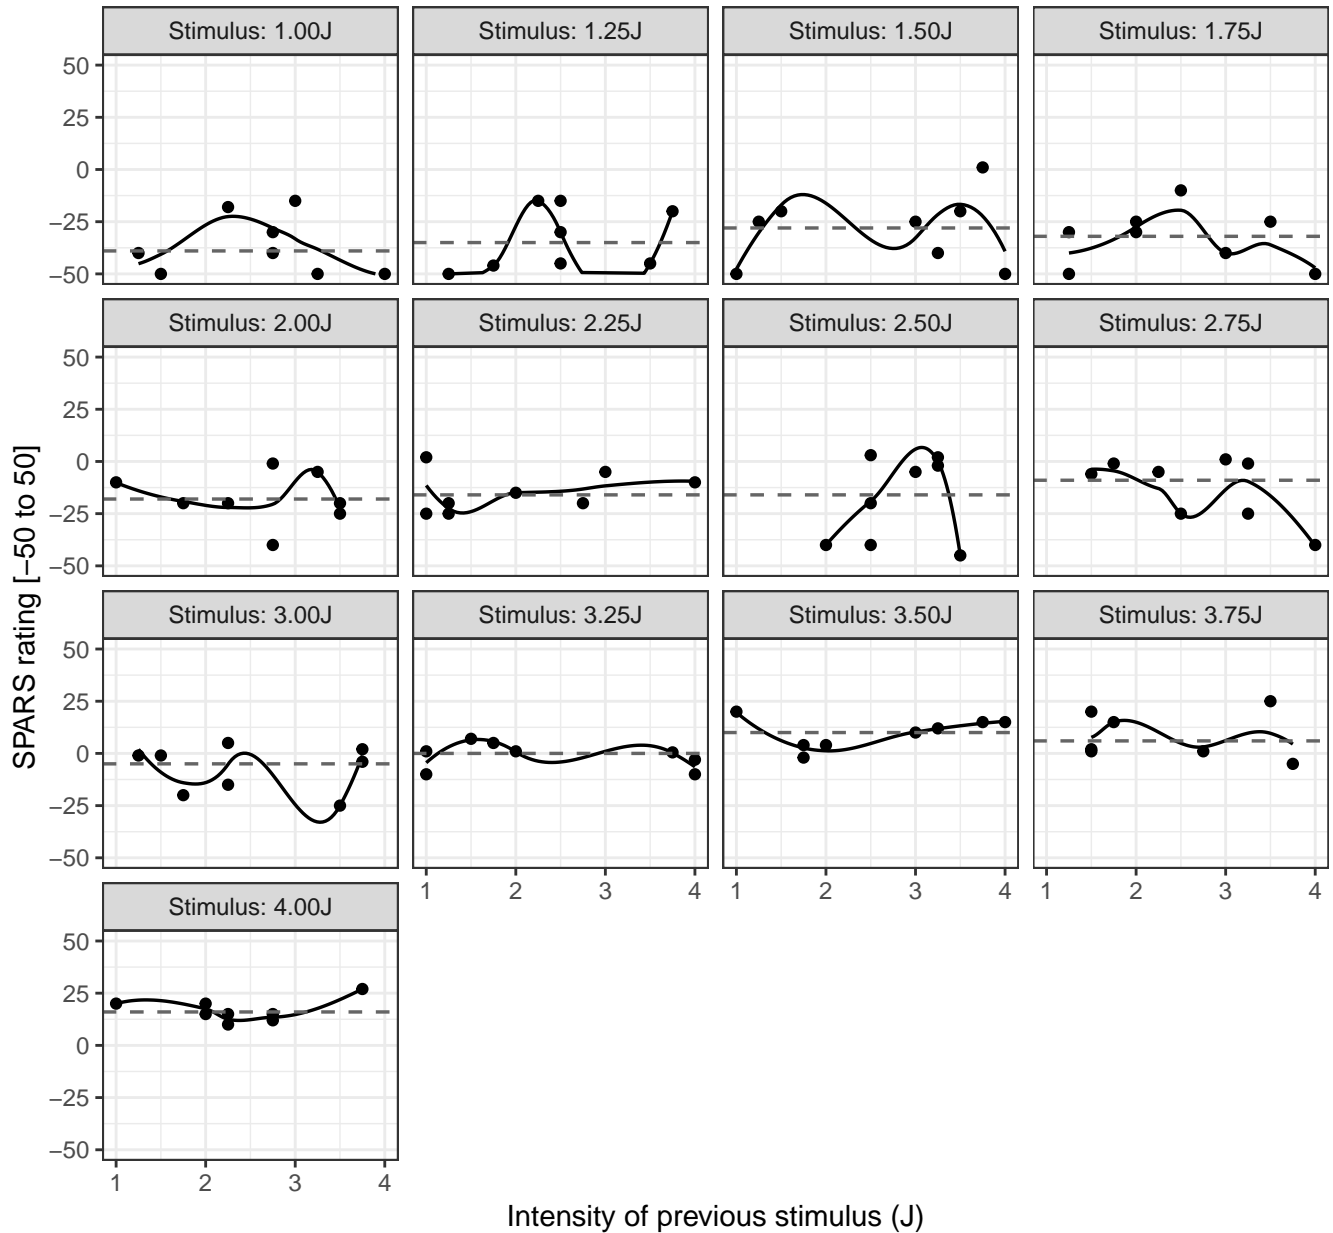 Stimulus: 1.00J Stimulus: 1.25J Stimulus: 1.50J Stimulus: 1.75J
50
25
0
−25
−50
Stimulus: 2.00J Stimulus: 2.25J Stimulus: 2.50J Stimulus: 2.75J
50
25
0
−25
−50
SPARS rating [−50 to 50]
Stimulus: 3.00J Stimulus: 3.25J Stimulus: 3.50J Stimulus: 3.75J
50
25
0
−25
−50
1 2 3 4 1 2 3 4 1 2 3 4
Stimulus: 4.00J
50
25
0
−25
−50
1 2 3 4
Intensity of previous stimulus (J)